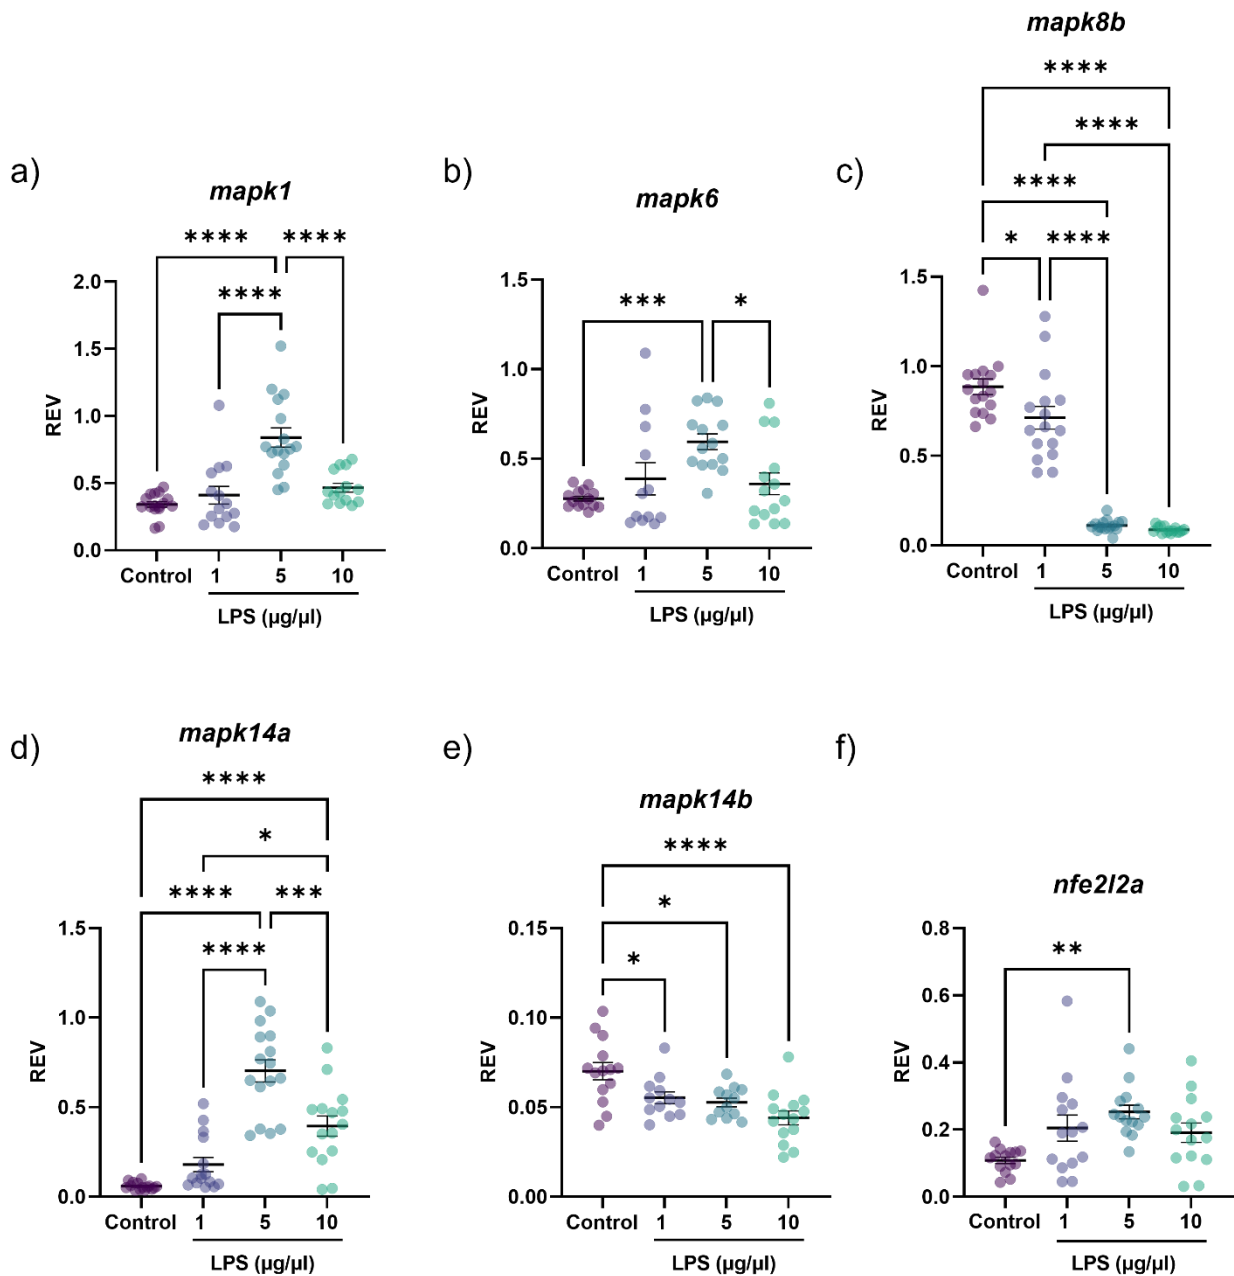 a)
mapk1
****
****
****
REV
2.0
1.5
1.0
0.5
0.0
Control 1 5 10
LPS (µg/µl)
b)
mapk6
***
*
REV
1.5
1.0
0.5
0.0
Control 1 5 10
LPS (µg/µl)
c)
mapk8b
****
****
****
*
****
REV
1.5
1.0
0.5
0.0
Control 1 5 10
LPS (µg/µl)
d)
mapk14a
****
*
****
***
****
REV
1.5
1.0
0.5
0.0
Control 1 5 10
LPS (µg/µl)
e)
mapk14b
****
*
*
REV
0.15
0.10
0.05
0.00
Control 1 5 10
LPS (µg/µl)
f)
nfe2l2a
**
REV
0.8
0.6
0.4
0.2
0.0
Control 1 5 10
LPS (µg/µl)